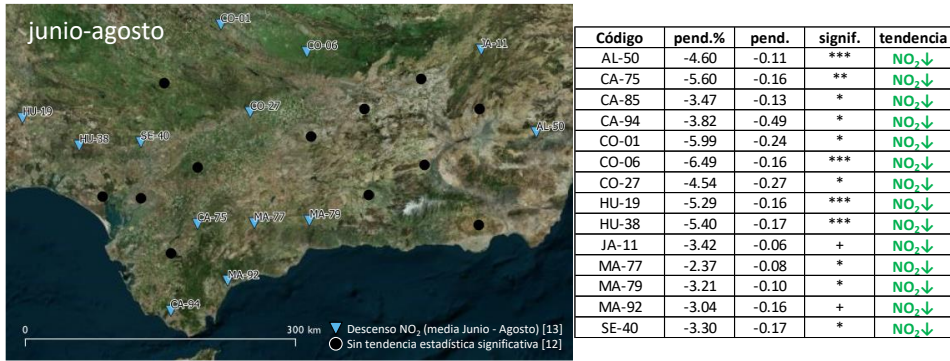 junio-agosto
CO-01
CO-06
JA-11
CO-27
HU-19
HU-38
SE-40
AL-50
CA-75
MA-77
MA-79
MA-92
CA-94
0 300 km
▼ Descenso NO₂ (media Junio - Agosto) [13]
● Sin tendencia estadística significativa [12]
Código pend.% pend. signif. tendencia
AL-50 -4.60 -0.11 *** NO₂↓
CA-75 -5.60 -0.16 ** NO₂↓
CA-85 -3.47 -0.13 * NO₂↓
CA-94 -3.82 -0.49 * NO₂↓
CO-01 -5.99 -0.24 * NO₂↓
CO-06 -6.49 -0.16 *** NO₂↓
CO-27 -4.54 -0.27 * NO₂↓
HU-19 -5.29 -0.16 *** NO₂↓
HU-38 -5.40 -0.17 *** NO₂↓
JA-11 -3.42 -0.06 + NO₂↓
MA-77 -2.37 -0.08 * NO₂↓
MA-79 -3.21 -0.10 * NO₂↓
MA-92 -3.04 -0.16 + NO₂↓
SE-40 -3.30 -0.17 * NO₂↓